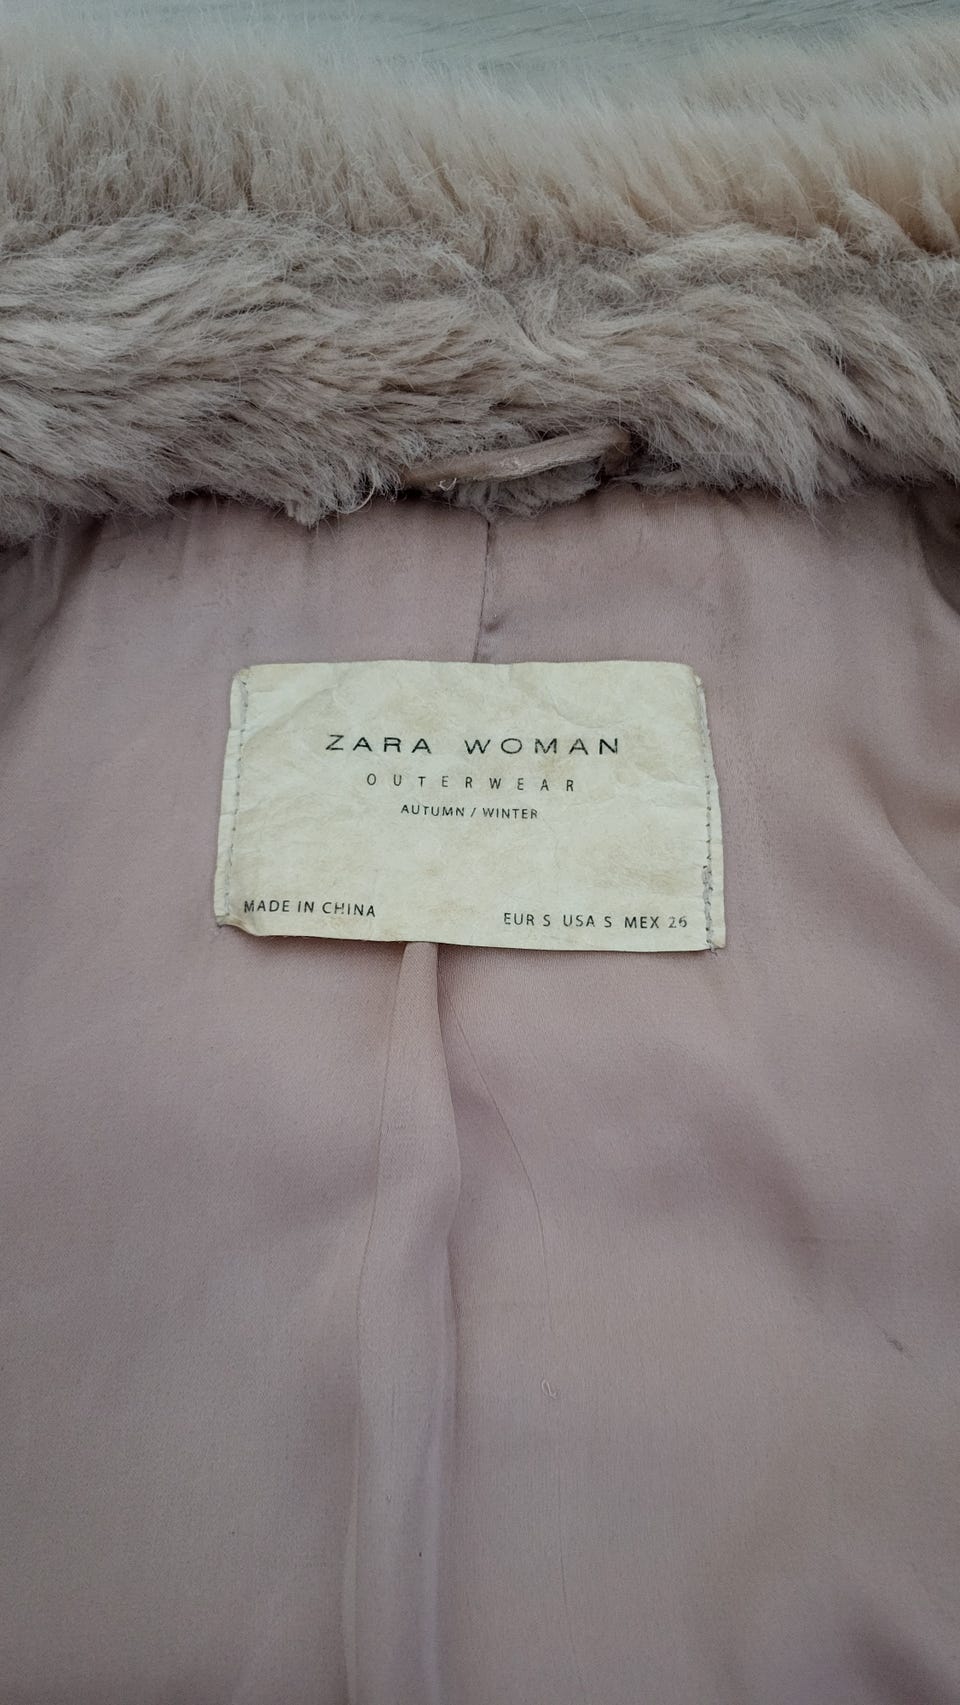 ZARA WOMAN
OUTERWEAR
AUTUMN / WINTER
MADE IN CHINA
EUR S USA S MEX 26